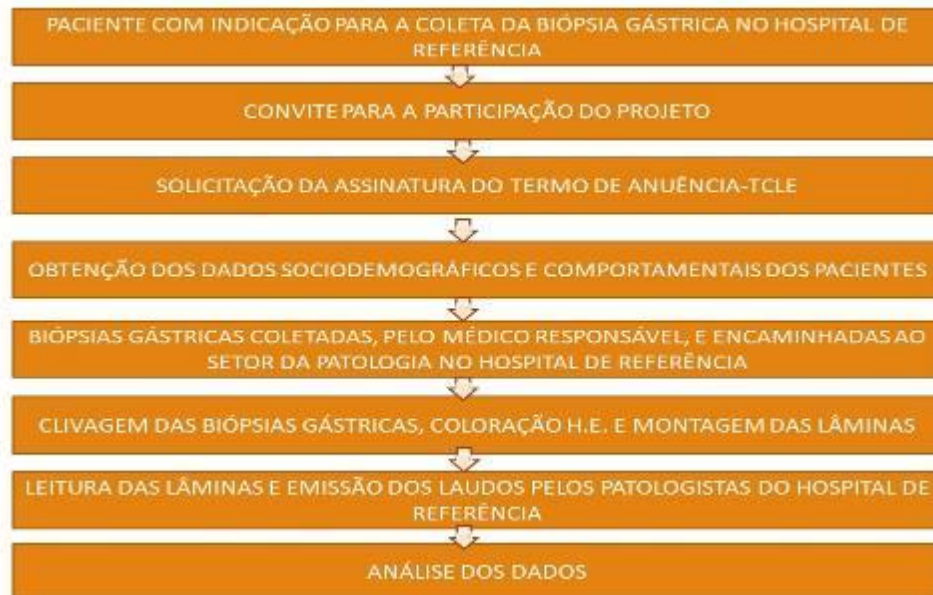 PACIENTE COM INDICAÇÃO PARA A COLETA DA BIÓPSIA GÁSTRICA NO HOSPITAL DE
REFERÊNCIA
CONVITE PARA A PARTICIPAÇÃO DO PROJETO
SOLICITAÇÃO DA ASSINATURA DO TERMO DE ANUÊNCIA-TCLE
OBTENÇÃO DOS DADOS SOCIODEMOGRÁFICOS E COMPORTAMENTAIS DOS PACIENTES
BIÓPSIAS GÁSTRICAS COLETADAS, PELO MÉDICO RESPONSÁVEL, E ENCAMINHADAS AO
SETOR DA PATOLOGIA NO HOSPITAL DE REFERÊNCIA
CLIVAGEM DAS BIÓPSIAS GÁSTRICAS, COLORAÇÃO H.E. E MONTAGEM DAS LÂMINAS
LEITURA DAS LÂMINAS E EMISSÃO DOS LAUDOS PELOS PATOLOGISTAS DO HOSPITAL DE
REFERÊNCIA
ANÁLISE DOS DADOS